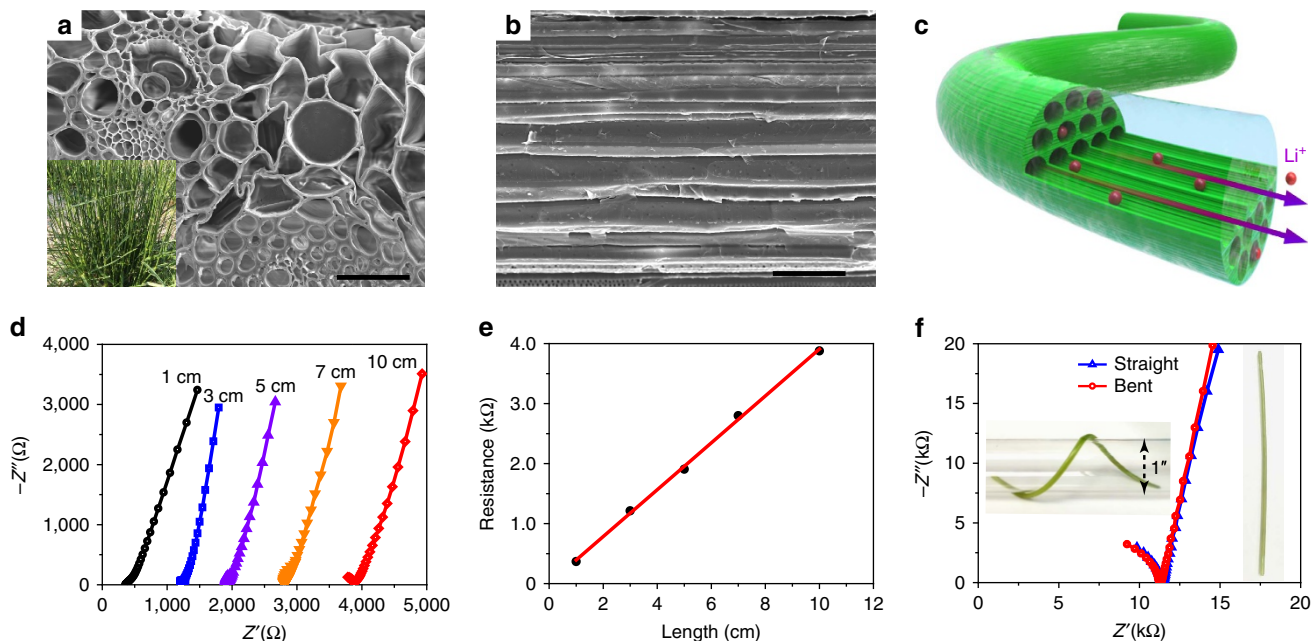 a
b
c
Li+
d
4,000
3,000
2,000
1,000
0
−Z″(Ω)
1 cm
3 cm
5 cm
7 cm
10 cm
0 1,000 2,000 3,000 4,000 5,000
Z′(Ω)
e
4.0
3.0
2.0
1.0
0
Resistance (kΩ)
0 2 4 6 8 10 12
Length (cm)
f
20
15
10
5
0
−Z″(kΩ)
Straight
Bent
1″
0 5 10 15 20
Z′(kΩ)